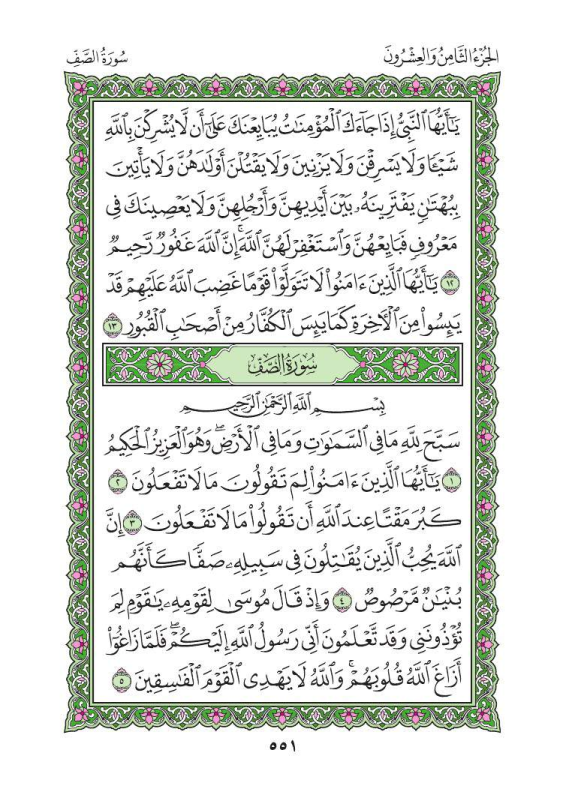 الجُزْءُ الثَّامِنُ وَالعِشْرُونَ
سُورَةُ الصَّفِّ
يَٰٓأَيُّهَا ٱلنَّبِيُّ إِذَا جَآءَكَ ٱلْمُؤْمِنَٰتُ يُبَايِعْنَكَ عَلَىٰٓ أَن لَّا يُشْرِكْنَ بِٱللَّهِ
شَيْـًٔا وَلَا يَسْرِقْنَ وَلَا يَزْنِينَ وَلَا يَقْتُلْنَ أَوْلَٰدَهُنَّ وَلَا يَأْتِينَ
بِبُهْتَٰنٍ يَفْتَرِينَهُۥ بَيْنَ أَيْدِيهِنَّ وَأَرْجُلِهِنَّ وَلَا يَعْصِينَكَ فِى
مَعْرُوفٍ فَبَايِعْهُنَّ وَٱسْتَغْفِرْ لَهُنَّ ٱللَّهَ ۖ إِنَّ ٱللَّهَ غَفُورٌ رَّحِيمٌ
١٢ يَٰٓأَيُّهَا ٱلَّذِينَ ءَامَنُوا۟ لَا تَتَوَلَّوْا۟ قَوْمًا غَضِبَ ٱللَّهُ عَلَيْهِمْ قَدْ
يَئِسُوا۟ مِنَ ٱلْءَاخِرَةِ كَمَا يَئِسَ ٱلْكُفَّارُ مِنْ أَصْحَٰبِ ٱلْقُبُورِ ١٣
سُورَةُ الصَّفِّ
بِسْمِ ٱللَّهِ ٱلرَّحْمَٰنِ ٱلرَّحِيمِ
سَبَّحَ لِلَّهِ مَا فِى ٱلسَّمَٰوَٰتِ وَمَا فِى ٱلْأَرْضِ ۖ وَهُوَ ٱلْعَزِيزُ ٱلْحَكِيمُ
١ يَٰٓأَيُّهَا ٱلَّذِينَ ءَامَنُوا۟ لِمَ تَقُولُونَ مَا لَا تَفْعَلُونَ ٢
كَبُرَ مَقْتًا عِندَ ٱللَّهِ أَن تَقُولُوا۟ مَا لَا تَفْعَلُونَ ٣ إِنَّ
ٱللَّهَ يُحِبُّ ٱلَّذِينَ يُقَٰتِلُونَ فِى سَبِيلِهِۦ صَفًّا كَأَنَّهُم
بُنْيَٰنٌ مَّرْصُوصٌ ٤ وَإِذْ قَالَ مُوسَىٰ لِقَوْمِهِۦ يَٰقَوْمِ لِمَ
تُؤْذُونَنِى وَقَد تَّعْلَمُونَ أَنِّى رَسُولُ ٱللَّهِ إِلَيْكُمْ ۖ فَلَمَّا زَاغُوٓا۟
أَزَاغَ ٱللَّهُ قُلُوبَهُمْ ۚ وَٱللَّهُ لَا يَهْدِى ٱلْقَوْمَ ٱلْفَٰسِقِينَ ٥
٥٥١